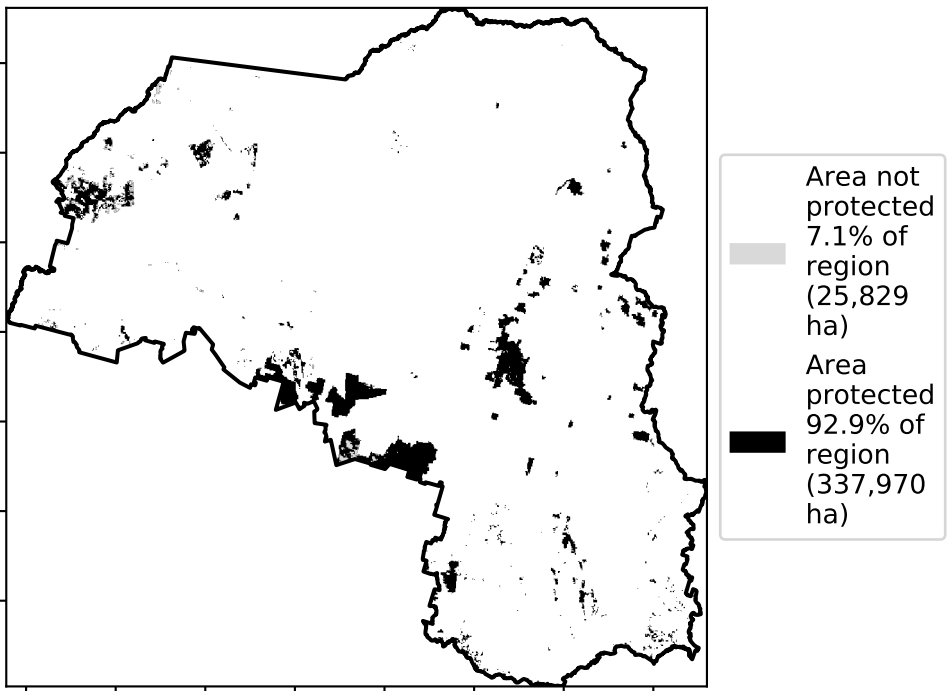 Area not
protected
7.1% of
region
(25,829
ha)
Area
protected
92.9% of
region
(337,970
ha)